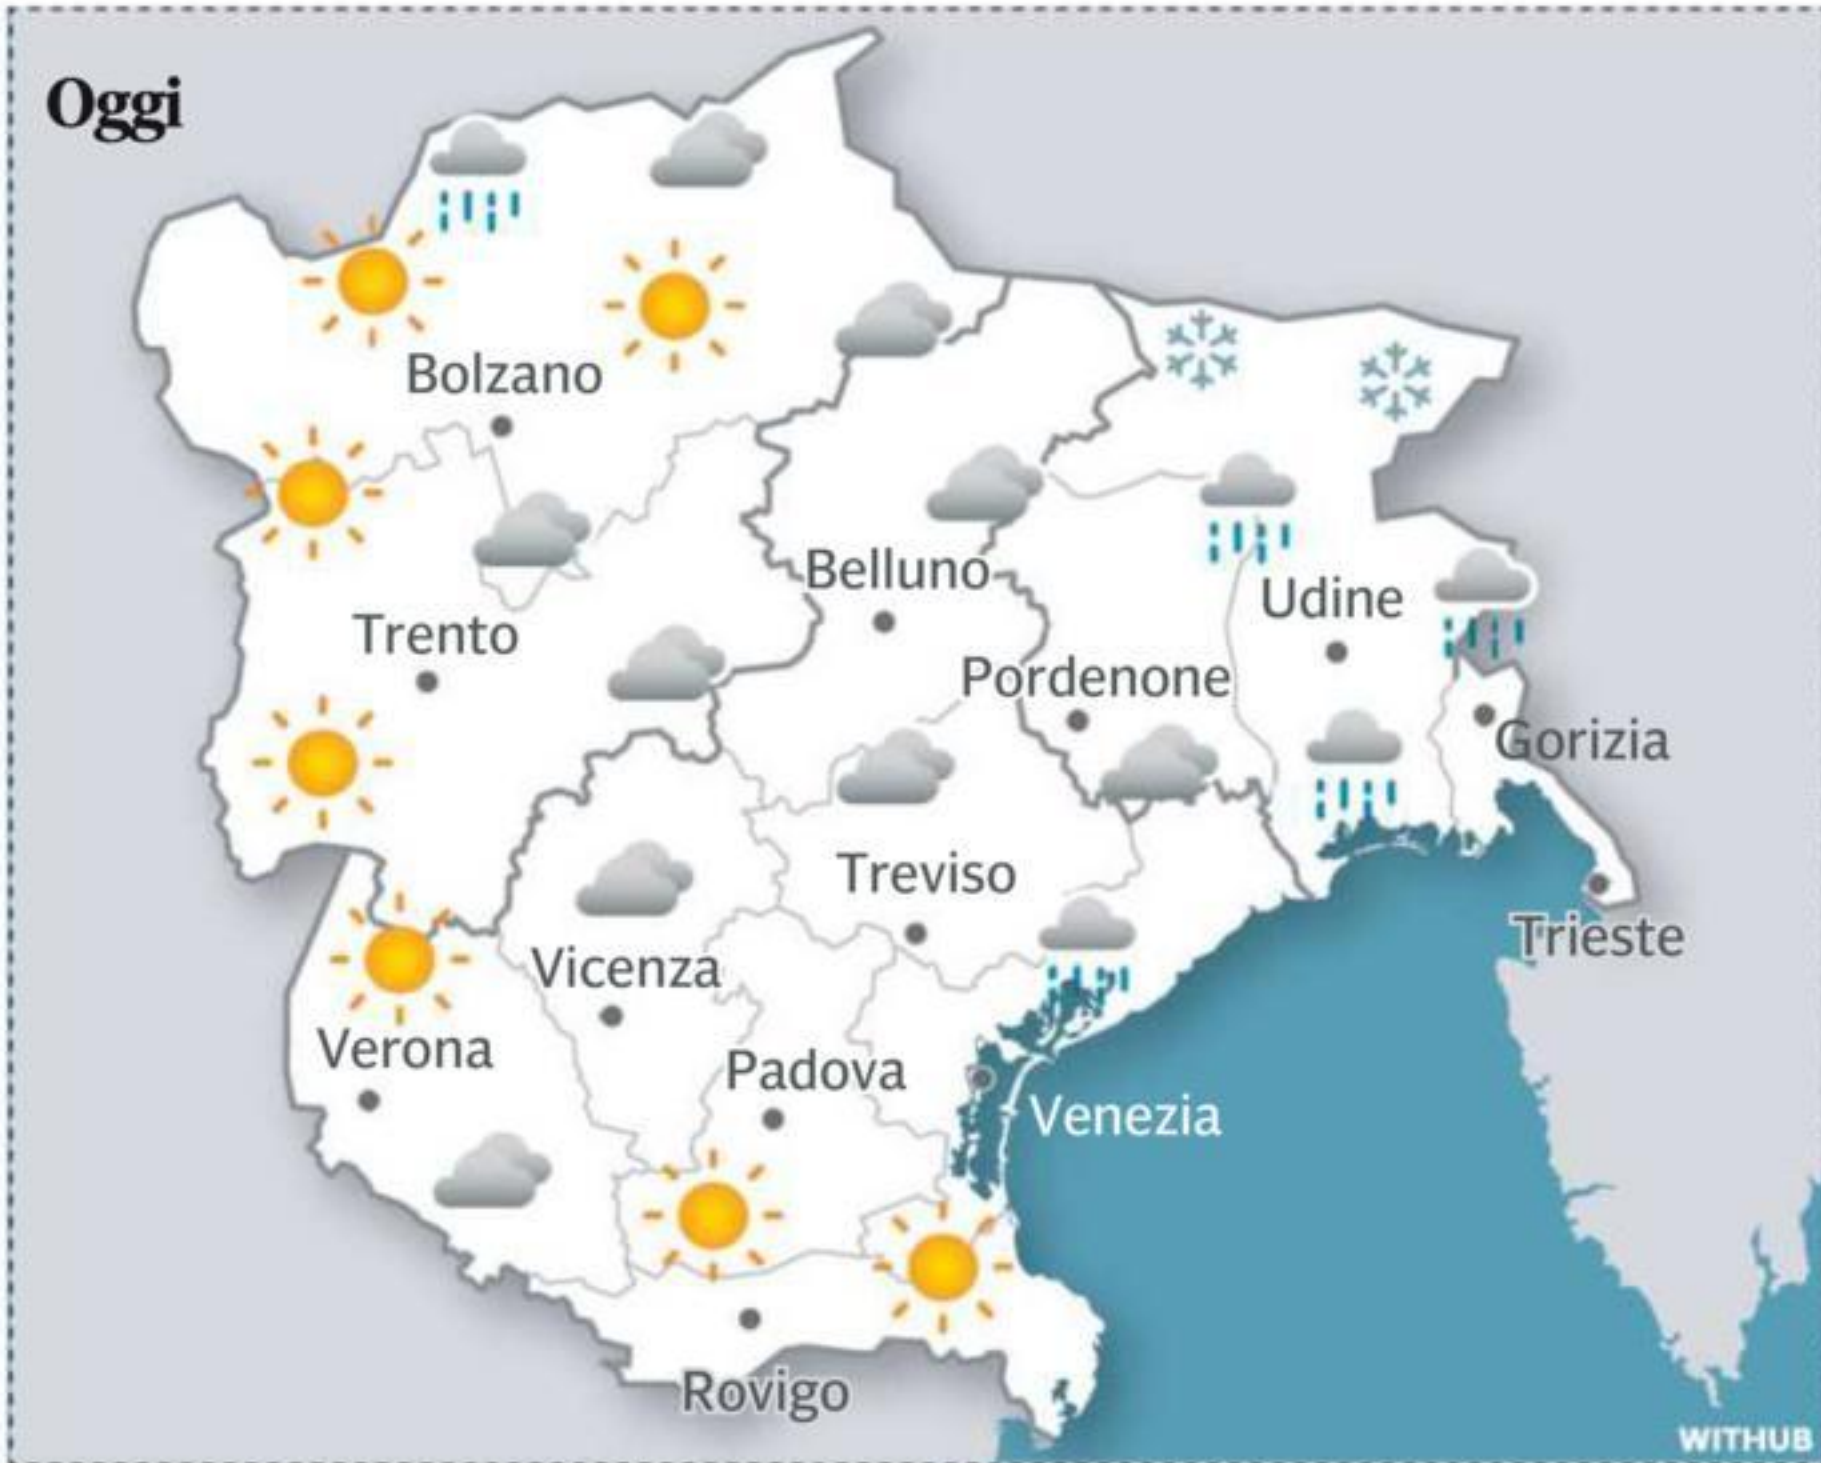 Oggi
Bolzano
Belluno
Udine
Trento
Pordenone
Gorizia
Treviso
Trieste
Vicenza
Verona
Padova
Venezia
Rovigo
WITHUB